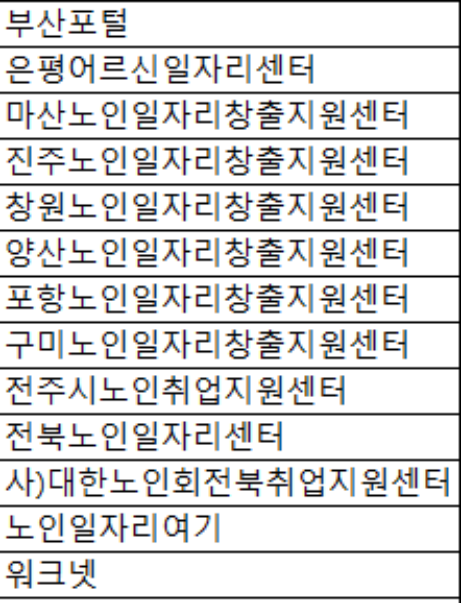 부산포털
은평어르신일자리센터
마산노인일자리창출지원센터
진주노인일자리창출지원센터
창원노인일자리창출지원센터
양산노인일자리창출지원센터
포항노인일자리창출지원센터
구미노인일자리창출지원센터
전주시노인취업지원센터
전북노인일자리센터
사)대한노인회전북취업지원센터
노인일자리여기
워크넷